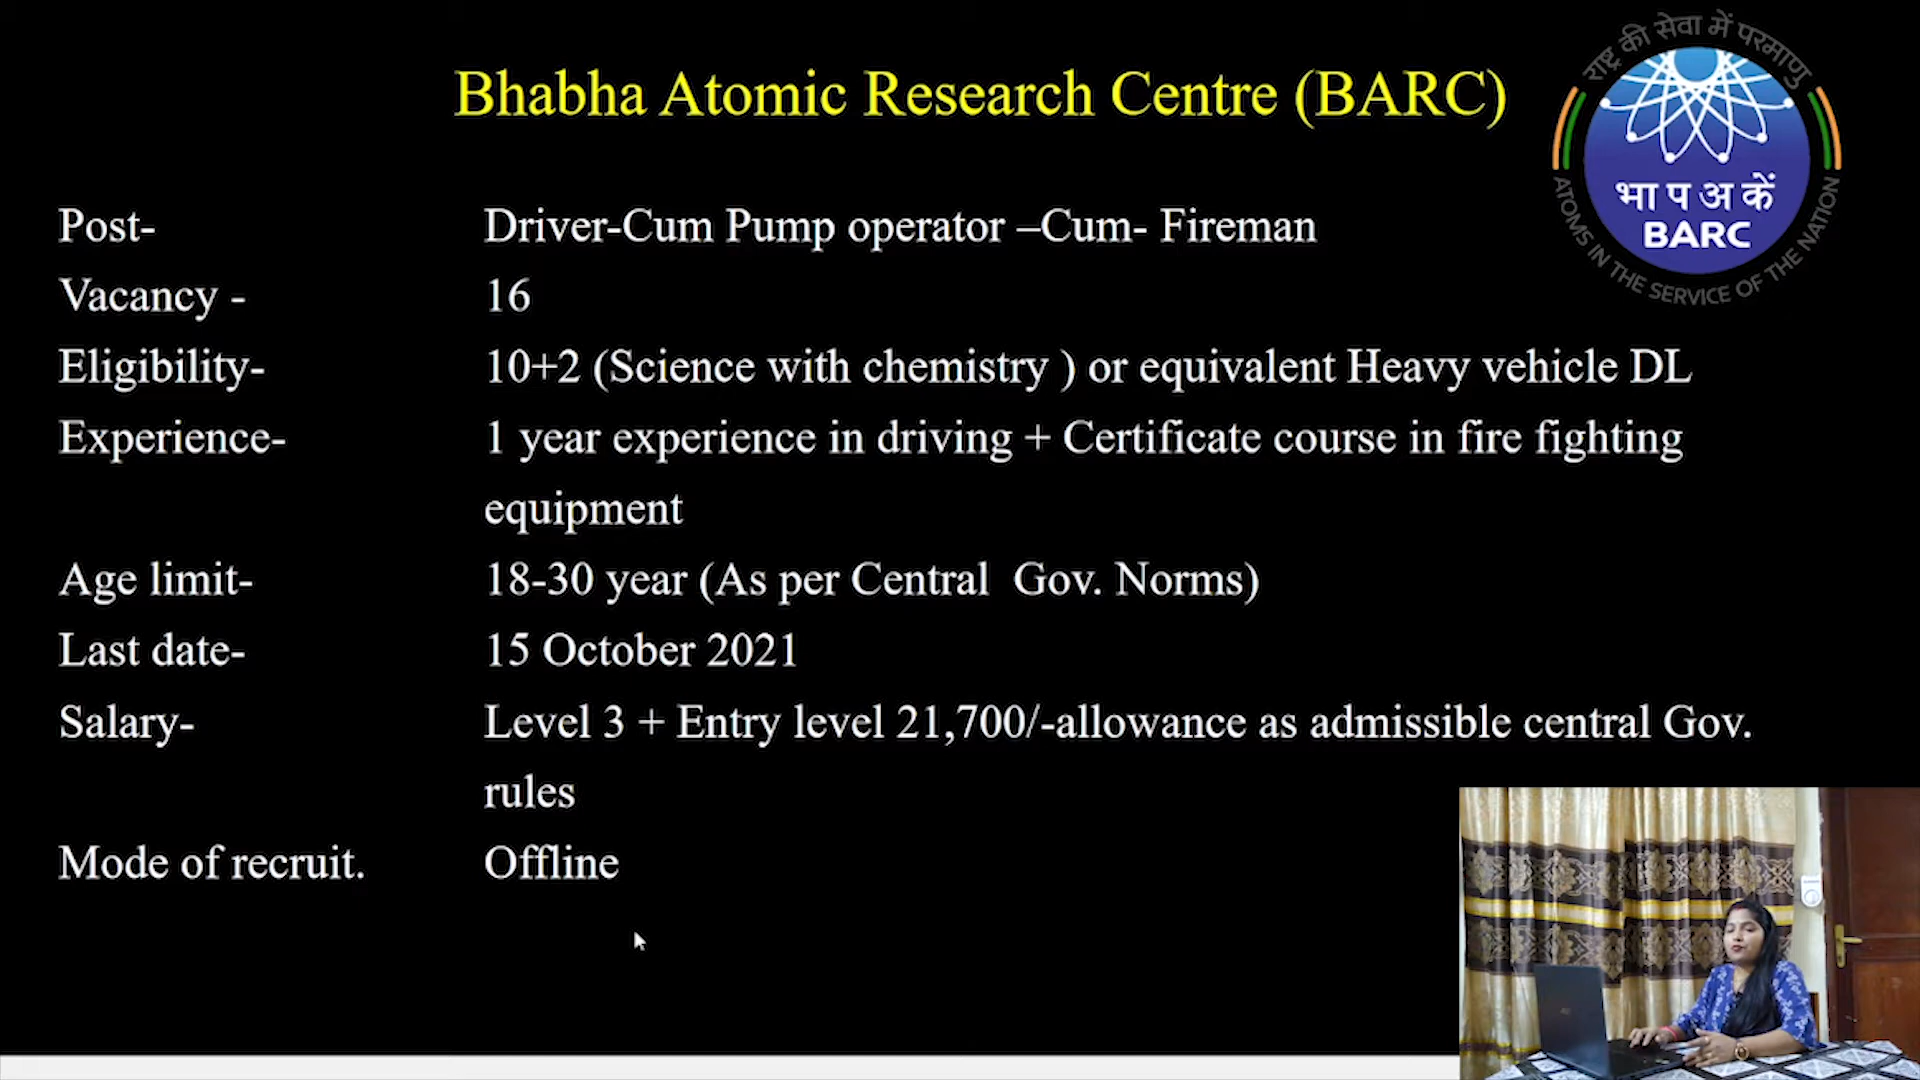 Bhabha Atomic Research Centre (BARC)
राष्ट्र की सेवा में परमाणु
भा प अ कें
BARC
ATOMS IN THE SERVICE OF THE NATION
Post- Driver-Cum Pump operator –Cum- Fireman
Vacancy - 16
Eligibility- 10+2 (Science with chemistry ) or equivalent Heavy vehicle DL
Experience- 1 year experience in driving + Certificate course in fire fighting
equipment
Age limit- 18-30 year (As per Central Gov. Norms)
Last date- 15 October 2021
Salary- Level 3 + Entry level 21,700/-allowance as admissible central Gov.
rules
Mode of recruit. Offline